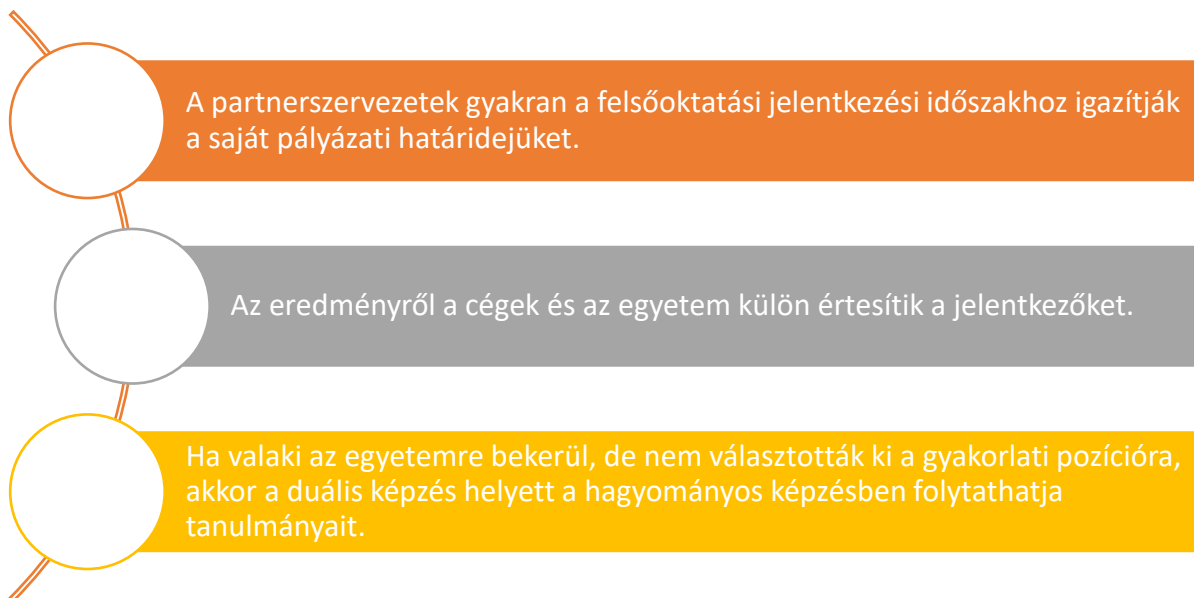 A partnerszervezetek gyakran a felsőoktatási jelentkezési időszakhoz igazítják
a saját pályázati határidejüket.
Az eredményről a cégek és az egyetem külön értesítik a jelentkezőket.
Ha valaki az egyetemre bekerül, de nem választották ki a gyakorlati pozícióra,
akkor a duális képzés helyett a hagyományos képzésben folytathatja
tanulmányait.